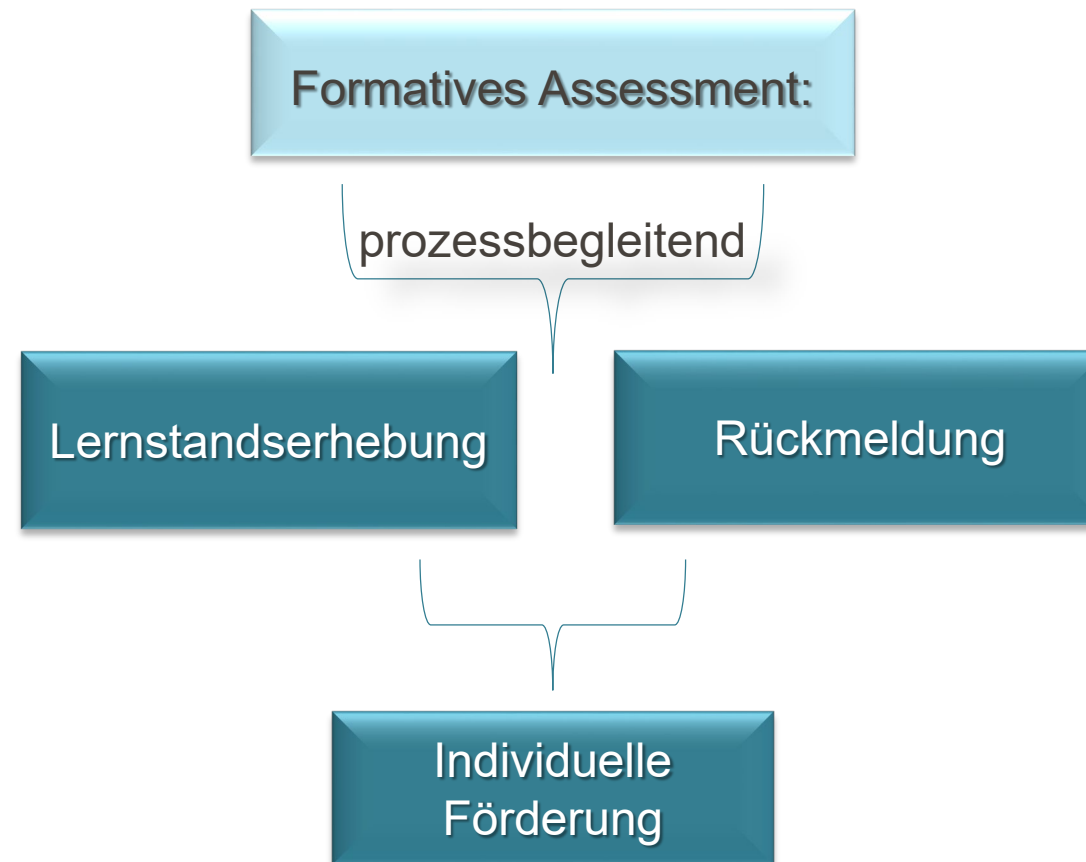 Formatives Assessment:
prozessbegleitend
Lernstandserhebung
Rückmeldung
Individuelle
Förderung